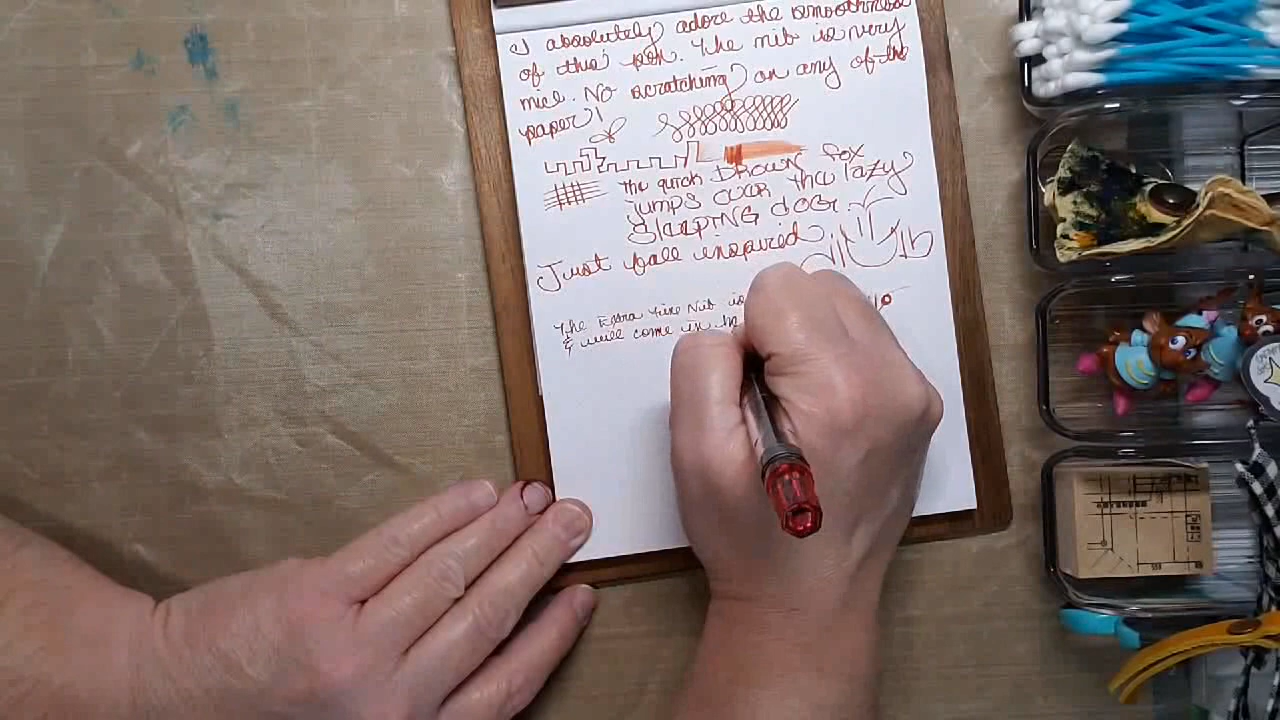 I absolutely adore the smoothness
of this pen. The nib is very
nice. No scratching on any of the
paper!
the quick BROWN fox
jumps over the lazy
SleepING dOG.
Just fall inspired
The Extra Fine Nib is
& will come in